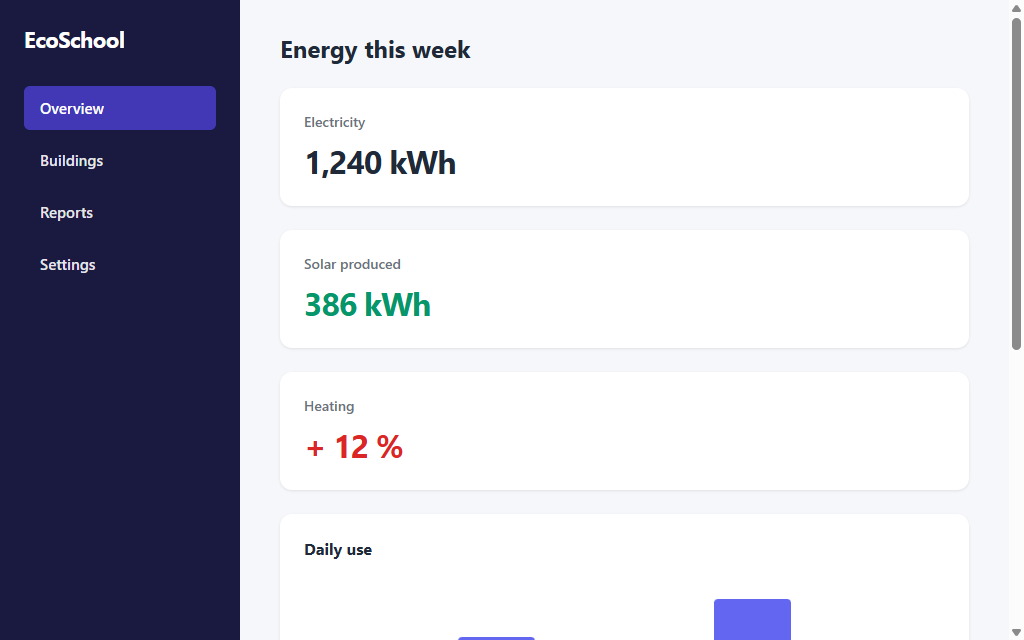 EcoSchool
Overview
Buildings
Reports
Settings
Energy this week
Electricity
1,240 kWh
Solar produced
386 kWh
Heating
+ 12 %
Daily use